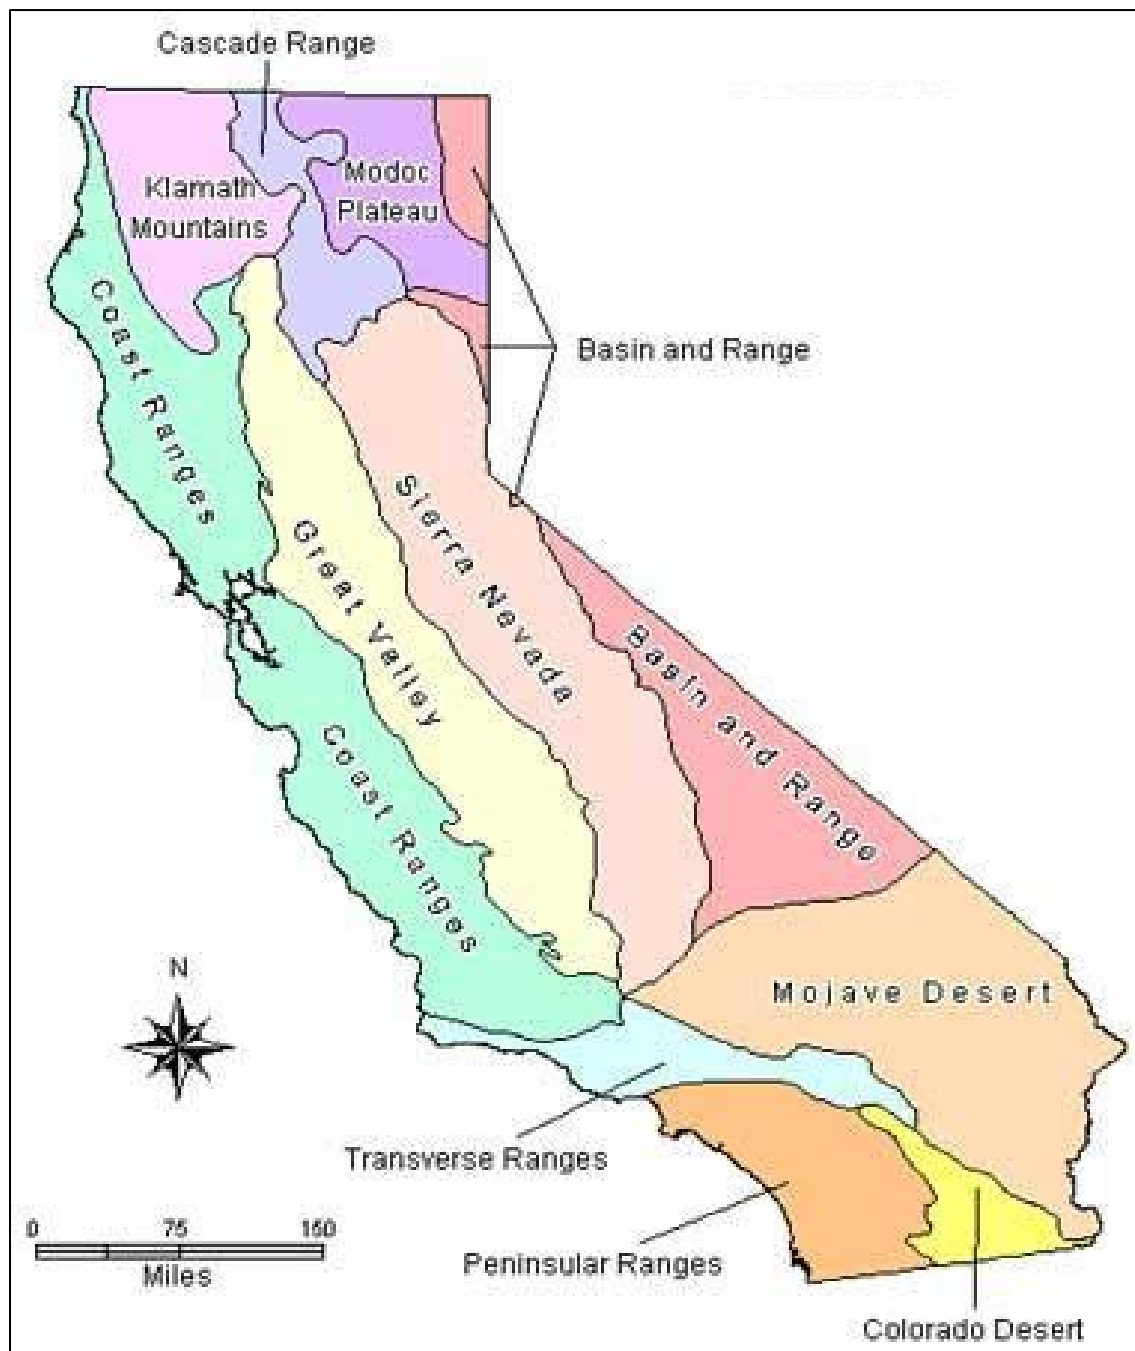 Cascade Range
Klamath
Mountains
Modoc
Plateau
Coast Ranges
Basin and Range
Great Valley
Sierra Nevada
Basin and Range
Coast Ranges
N
Mojave Desert
Transverse Ranges
0 75 150
Miles
Peninsular Ranges
Colorado Desert